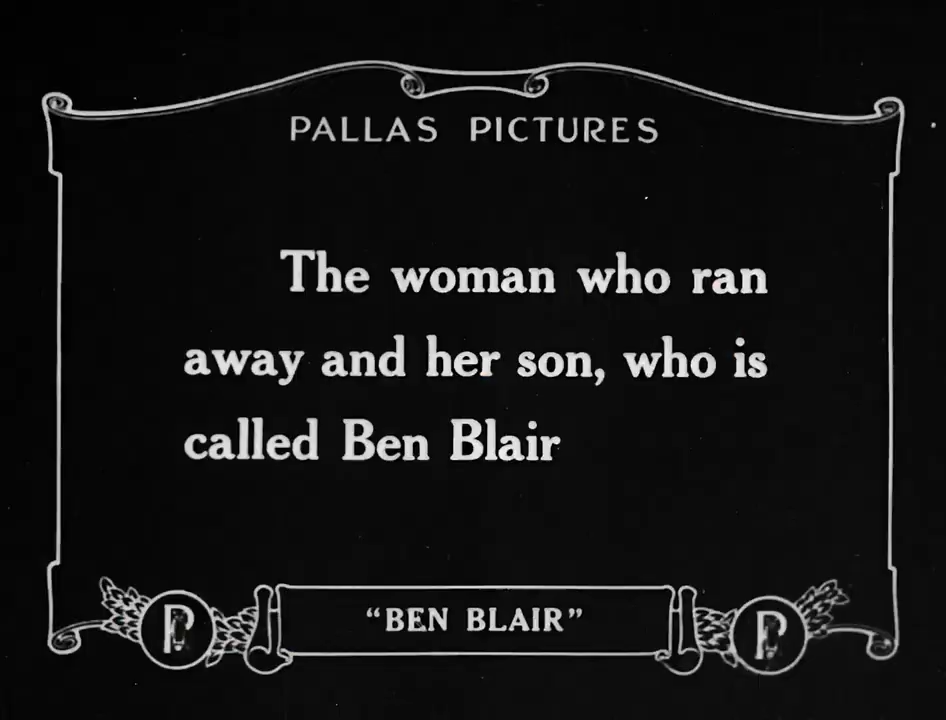 PALLAS PICTURES
The woman who ran
away and her son, who is
called Ben Blair
"BEN BLAIR"
P P